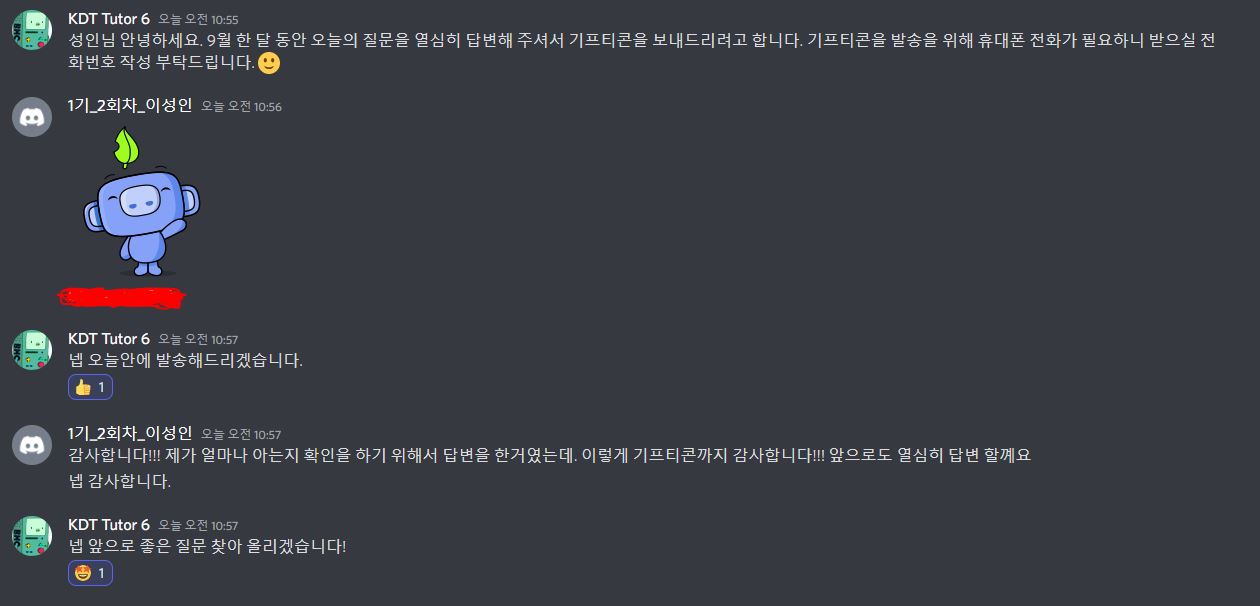 KDT Tutor 6 오늘 오전 10:55
성인님 안녕하세요. 9월 한 달 동안 오늘의 질문을 열심히 답변해 주셔서 기프티콘을 보내드리려고 합니다. 기프티콘을 발송을 위해 휴대폰 전화가 필요하니 받으실 전
화번호 작성 부탁드립니다.
1기_2회차_이성인 오늘 오전 10:56
KDT Tutor 6 오늘 오전 10:57
넵 오늘안에 발송해드리겠습니다.
1
1기_2회차_이성인 오늘 오전 10:57
감사합니다!!! 제가 얼마나 아는지 확인을 하기 위해서 답변을 한거였는데. 이렇게 기프티콘까지 감사합니다!!! 앞으로도 열심히 답변 할꼐요
넵 감사합니다.
KDT Tutor 6 오늘 오전 10:57
넵 앞으로 좋은 질문 찾아 올리겠습니다!
1